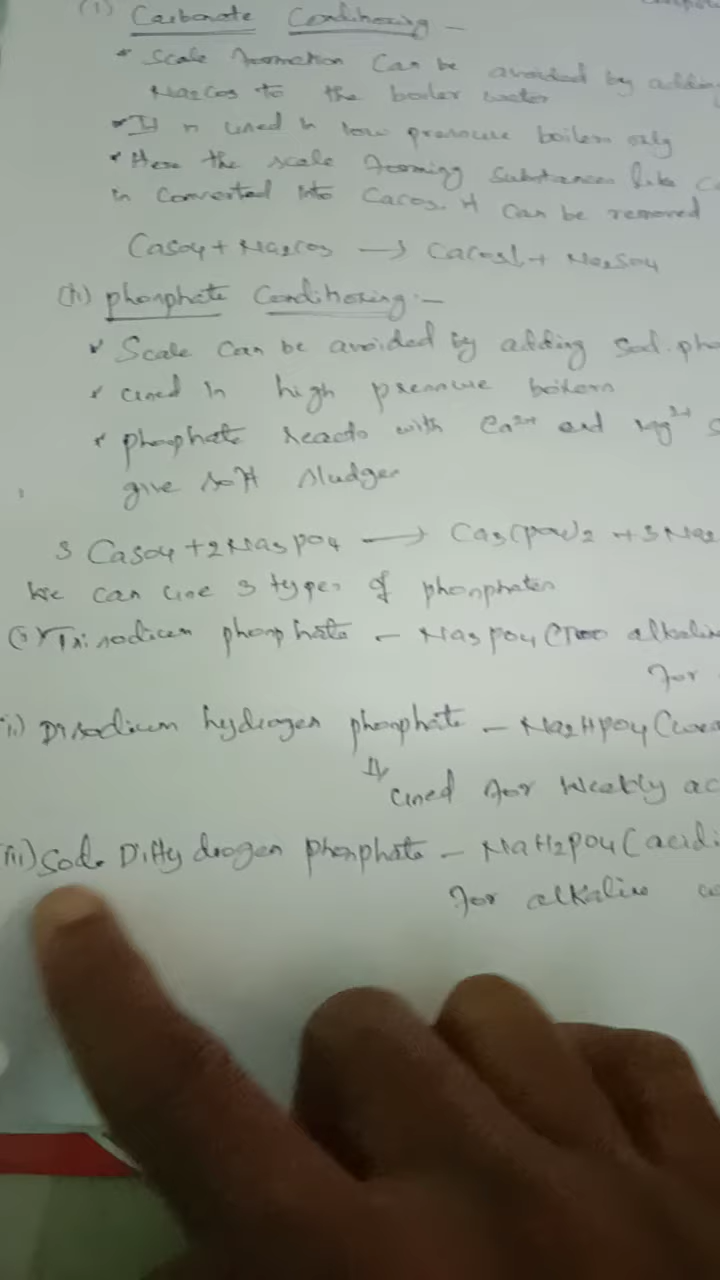 (i) Carbonate Conditioning –
* Scale formation can be avoided by adding
Na2CO3 to the boiler water
* It is used in low pressure boilers only
* Here the scale forming substances like
is converted into CaCO3. It can be removed
CaSO4 + Na2CO3 → CaCO3↓ + Na2SO4
(ii) Phosphate Conditioning :–
* Scale can be avoided by adding Sod. pho
* used in high pressure boilers
* phosphate reacts with Ca2+ and Mg2+
give soft sludges
3 CaSO4 + 2Na3PO4 → Ca3(PO4)2 + 3Na2
We can use 3 types of phosphates
(i) Trisodium phosphate – Na3PO4 (Too alkalin
for
ii) Disodium hydrogen phosphate – Na2HPO4
used for weakly ac
(iii) Sod. Dihydrogen phosphate – NaH2PO4 (acidi
for alkaline